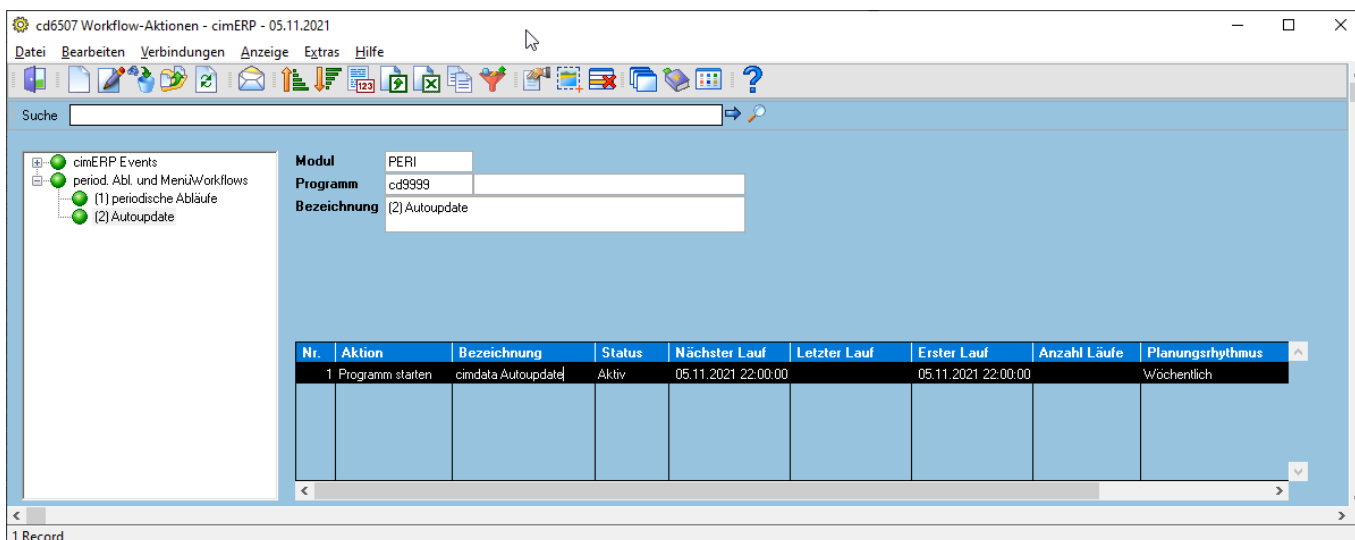 cd6507 Workflow-Aktionen - cimERP - 05.11.2021
Datei Bearbeiten Verbindungen Anzeige Extras Hilfe
123
Suche
cimERP Events
period. Abl. und MenüWorkflows
(1) periodische Abläufe
(2) Autoupdate
Modul PERI
Programm cd9999
Bezeichnung (2) Autoupdate
Nr. Aktion Bezeichnung Status Nächster Lauf Letzter Lauf Erster Lauf Anzahl Läufe Planungsrhythmus
1 Programm starten cimdata Autoupdate Aktiv 05.11.2021 22:00:00 05.11.2021 22:00:00 Wöchentlich
1 Record